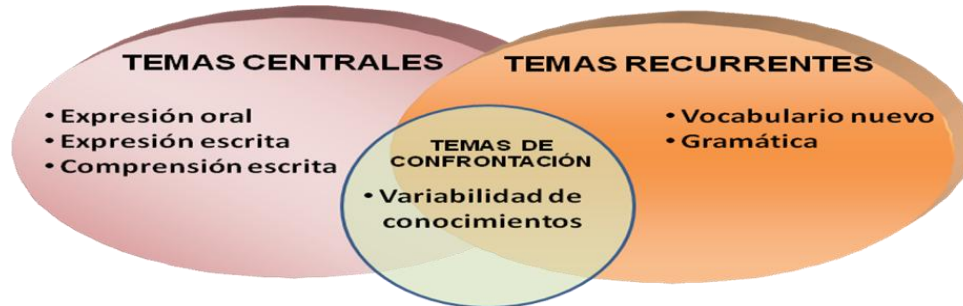 TEMAS CENTRALES
• Expresión oral
• Expresión escrita
• Comprensión escrita
TEMAS DE
CONFRONTACIÓN
• Variabilidad de
conocimientos
TEMAS RECURRENTES
• Vocabulario nuevo
• Gramática